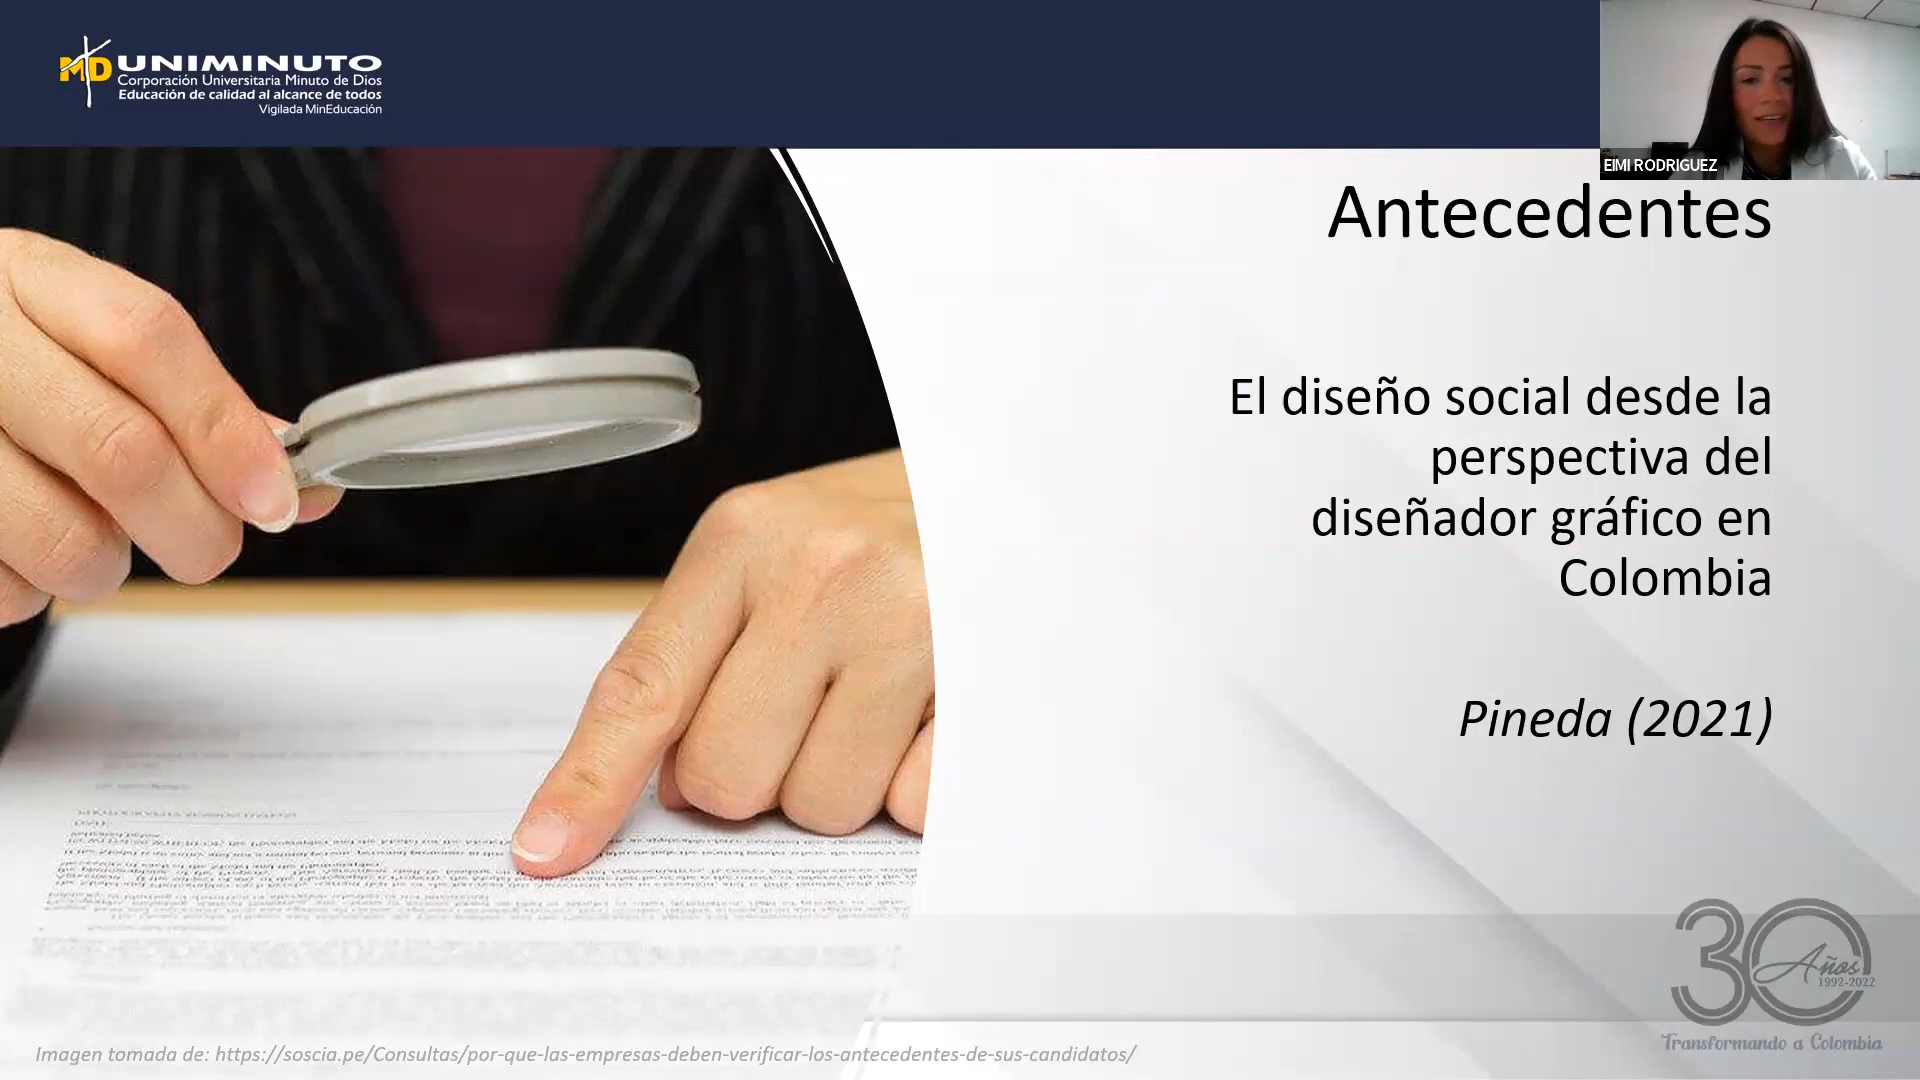 MD UNIMINUTO
Corporación Universitaria Minuto de Dios
Educación de calidad al alcance de todos
Vigilada MinEducación
EIMI RODRIGUEZ
Antecedentes
El diseño social desde la
perspectiva del
diseñador gráfico en
Colombia
Pineda (2021)
30 Años
1992-2022
Transformando a Colombia
Imagen tomada de: https://soscia.pe/Consultas/por-que-las-empresas-deben-verificar-los-antecedentes-de-sus-candidatos/